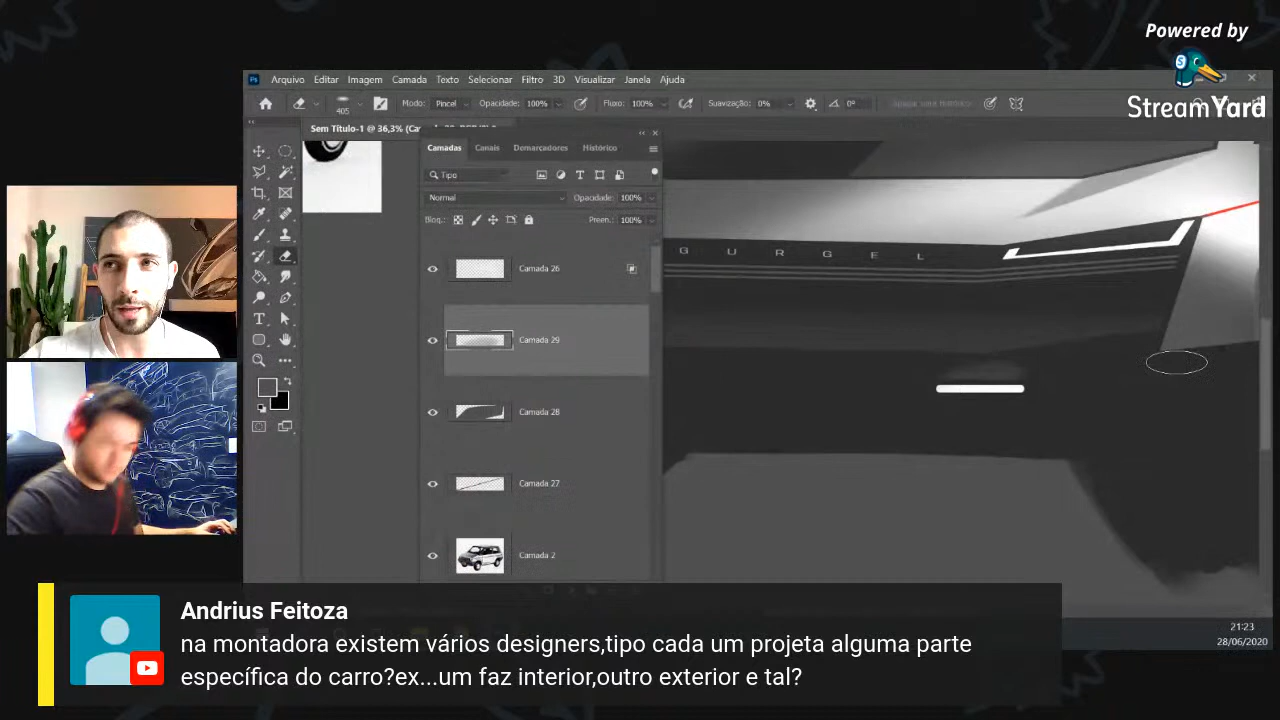 Powered by
StreamYard
Arquivo Editar Imagem Camada Texto Selecionar Filtro 3D Visualizar Janela Ajuda
405 Modo: Pincel Opacidade: 100% Fluxo: 100% Suavização: 0% 0°
Sem Título-1 @ 36,3%
Camadas Canais Demarcadores Histórico
Tipo
Normal Opacidade: 100%
Bloq.: Preen.: 100%
Camada 26
Camada 29
Camada 28
Camada 27
Camada 2
GURGEL
Andrius Feitoza
na montadora existem vários designers,tipo cada um projeta alguma parte
específica do carro?ex...um faz interior,outro exterior e tal?
21:23
28/06/2020